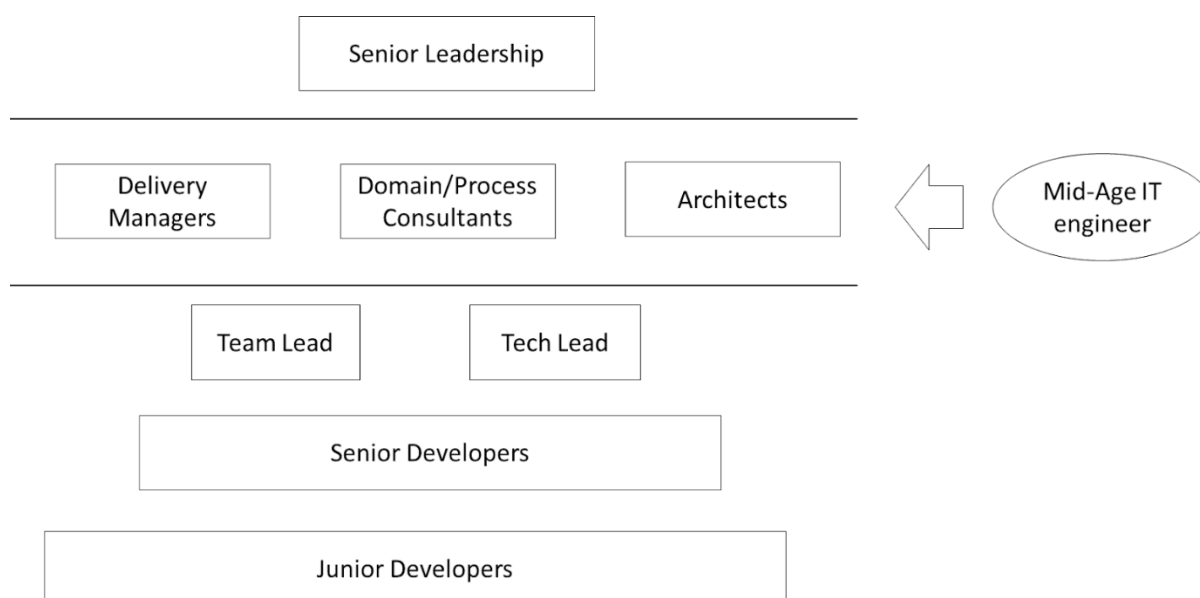 Senior Leadership
Delivery
Managers
Domain/Process
Consultants
Architects
Mid-Age IT
engineer
Team Lead
Tech Lead
Senior Developers
Junior Developers